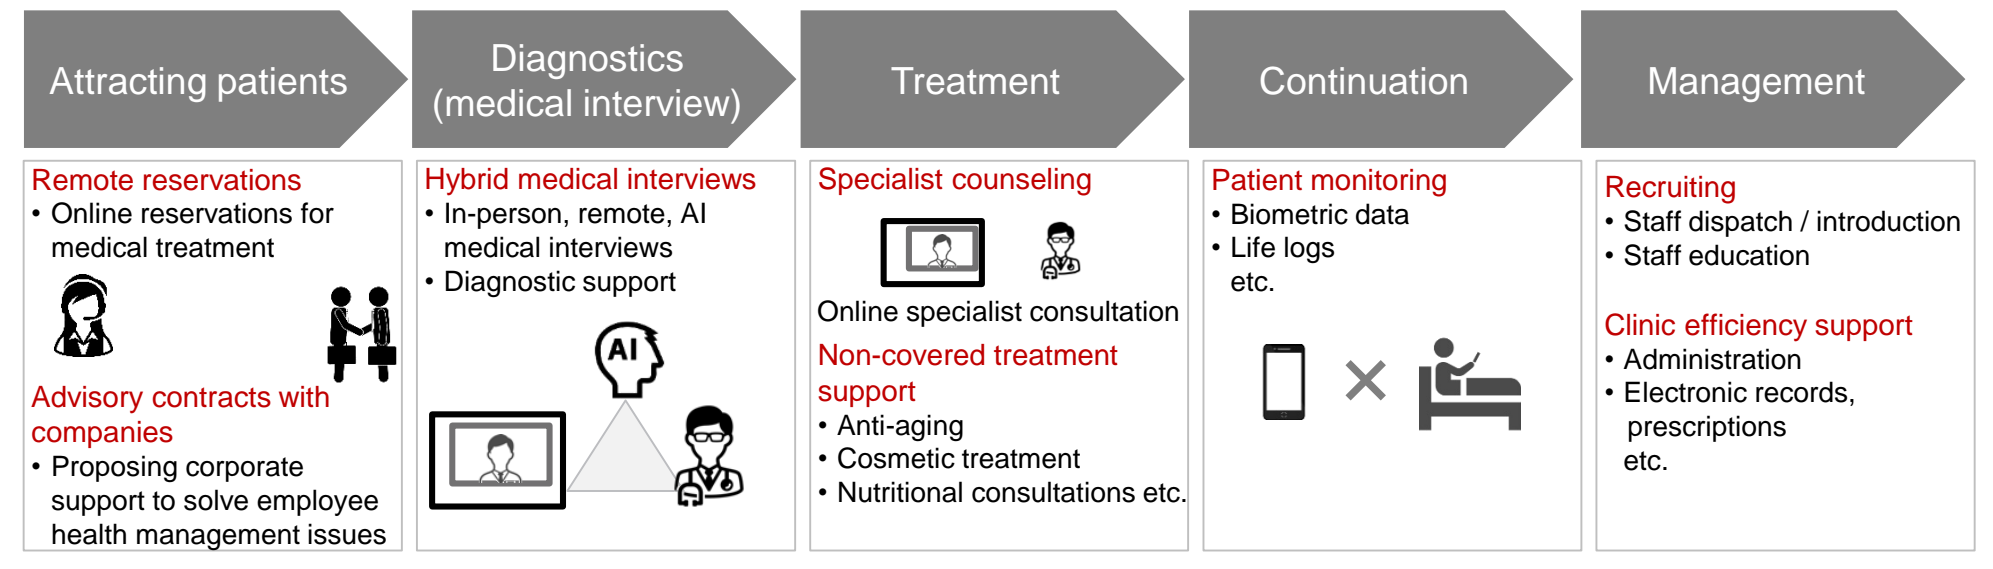 Attracting patients
Diagnostics
(medical interview)
Treatment
Continuation
Management
Remote reservations
• Online reservations for
medical treatment
Advisory contracts with
companies
• Proposing corporate
support to solve employee
health management issues
Hybrid medical interviews
• In-person, remote, AI
medical interviews
• Diagnostic support
AI
Specialist counseling
Online specialist consultation
Non-covered treatment
support
• Anti-aging
• Cosmetic treatment
• Nutritional consultations etc.
Patient monitoring
• Biometric data
• Life logs
etc.
Recruiting
• Staff dispatch / introduction
• Staff education
Clinic efficiency support
• Administration
• Electronic records,
prescriptions
etc.